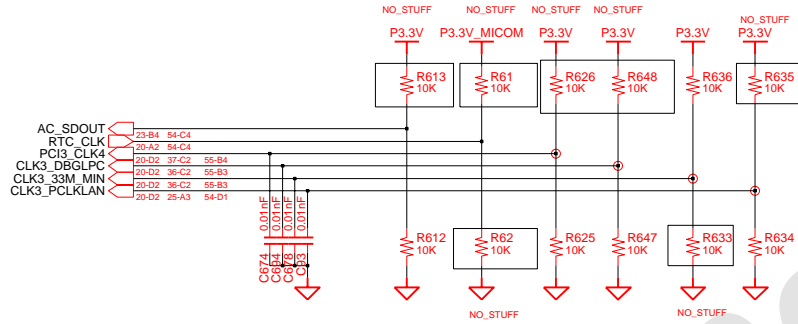 NO_STUFF NO_STUFF NO_STUFF NO_STUFF NO_STUFF
P3.3V P3.3V_MICOM P3.3V P3.3V P3.3V P3.3V
R613 R61 R626 R648 R636 R635
10K 10K 10K 10K 10K 10K
AC_SDOUT 23-B4 54-C4
RTC_CLK 20-A2 54-C4
PCI3_CLK4 20-D2 37-C2 55-B4
CLK3_DBGLPC 20-D2 36-C2 55-B3
CLK3_33M_MIN 20-D2 36-C2 55-B3
CLK3_PCLKLAN 20-D2 25-A3 54-D1
0.01nF 0.01nF 0.01nF 0.01nF
C674 C694 C678 C93
R612 R62 R625 R647 R633 R634
10K 10K 10K 10K 10K 10K
NO_STUFF NO_STUFF